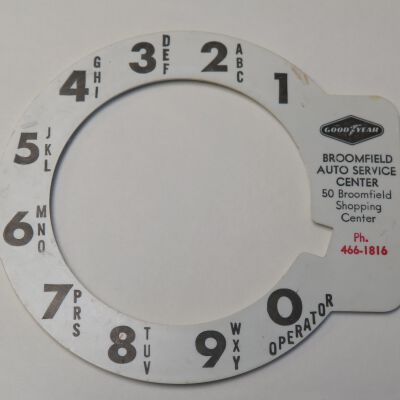 1
2 ABC
3 DEF
4 GHI
5 JKL
6 MNO
7 PRS
8 TUV
9 WXY
0 OPERATOR
GOODYEAR
BROOMFIELD
AUTO SERVICE
CENTER
50 Broomfield
Shopping
Center
Ph.
466-1816